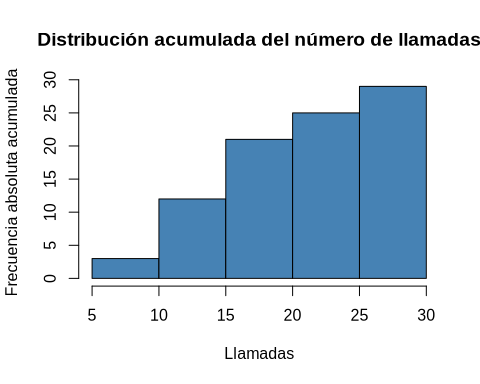 Distribución acumulada del número de llamadas
Frecuencia absoluta acumulada
30
25
20
15
10
5
0
5 10 15 20 25 30
Llamadas